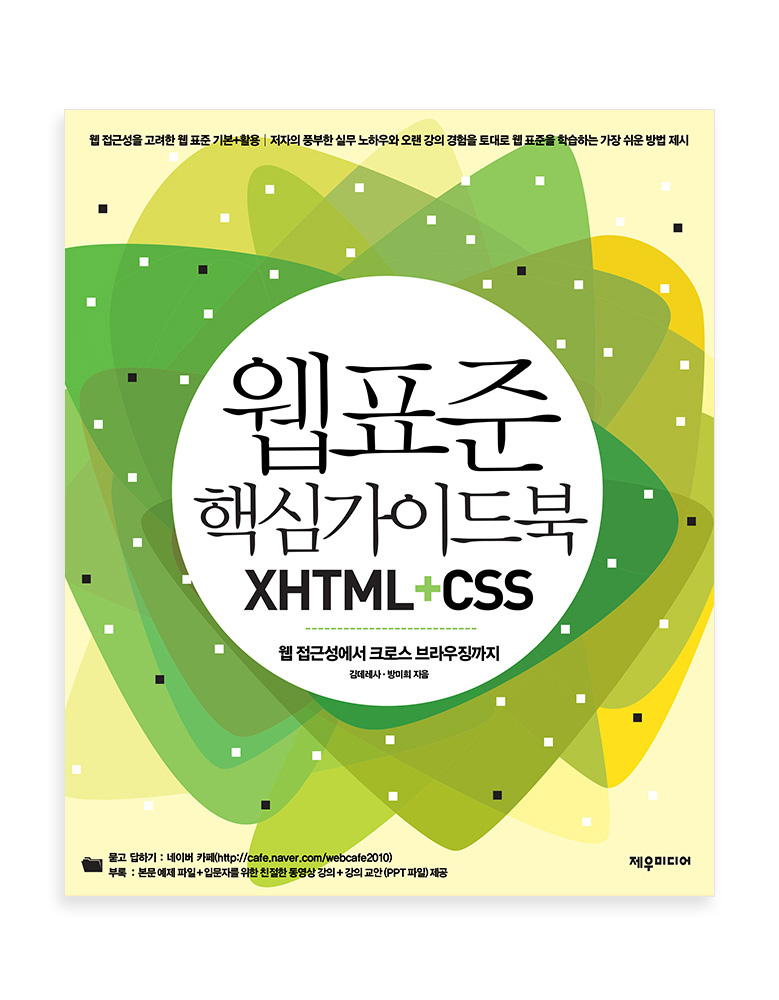 웹 접근성을 고려한 웹 표준 기본+활용 | 저자의 풍부한 실무 노하우와 오랜 강의 경험을 토대로 웹 표준을 학습하는 가장 쉬운 방법 제시
웹표준
핵심가이드북
XHTML+CSS
웹 접근성에서 크로스 브라우징까지
김데레사 · 방미희 지음
묻고 답하기 : 네이버 카페(http://cafe.naver.com/webcafe2010)
부록 : 본문 예제 파일+입문자를 위한 친절한 동영상 강의+강의 교안(PPT 파일) 제공
제우미디어